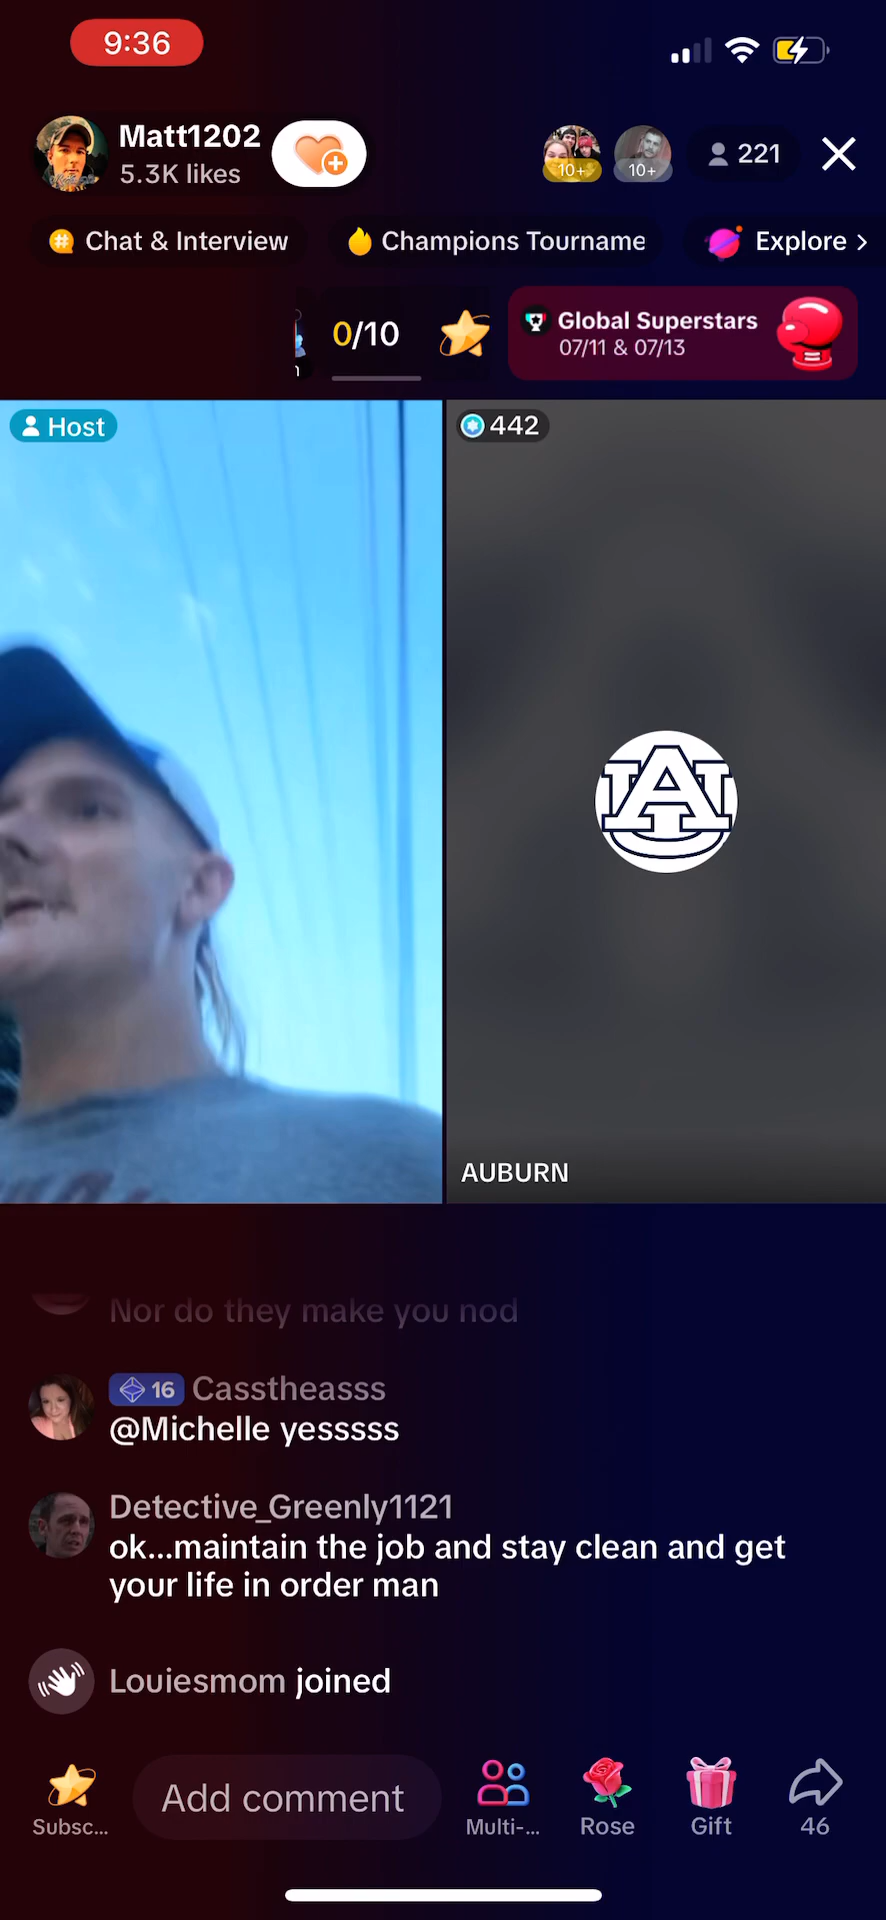 9:36
Matt1202
5.3K likes
10+
10+
221
Chat & Interview
Champions Tourname
Explore >
0/10
Global Superstars
07/11 & 07/13
Host
442
AU
AUBURN
Nor do they make you nod
16 Casstheasss
@Michelle yesssss
Detective_Greenly1121
ok...maintain the job and stay clean and get
your life in order man
Louiesmom joined
Subsc...
Add comment
Multi-...
Rose
Gift
46